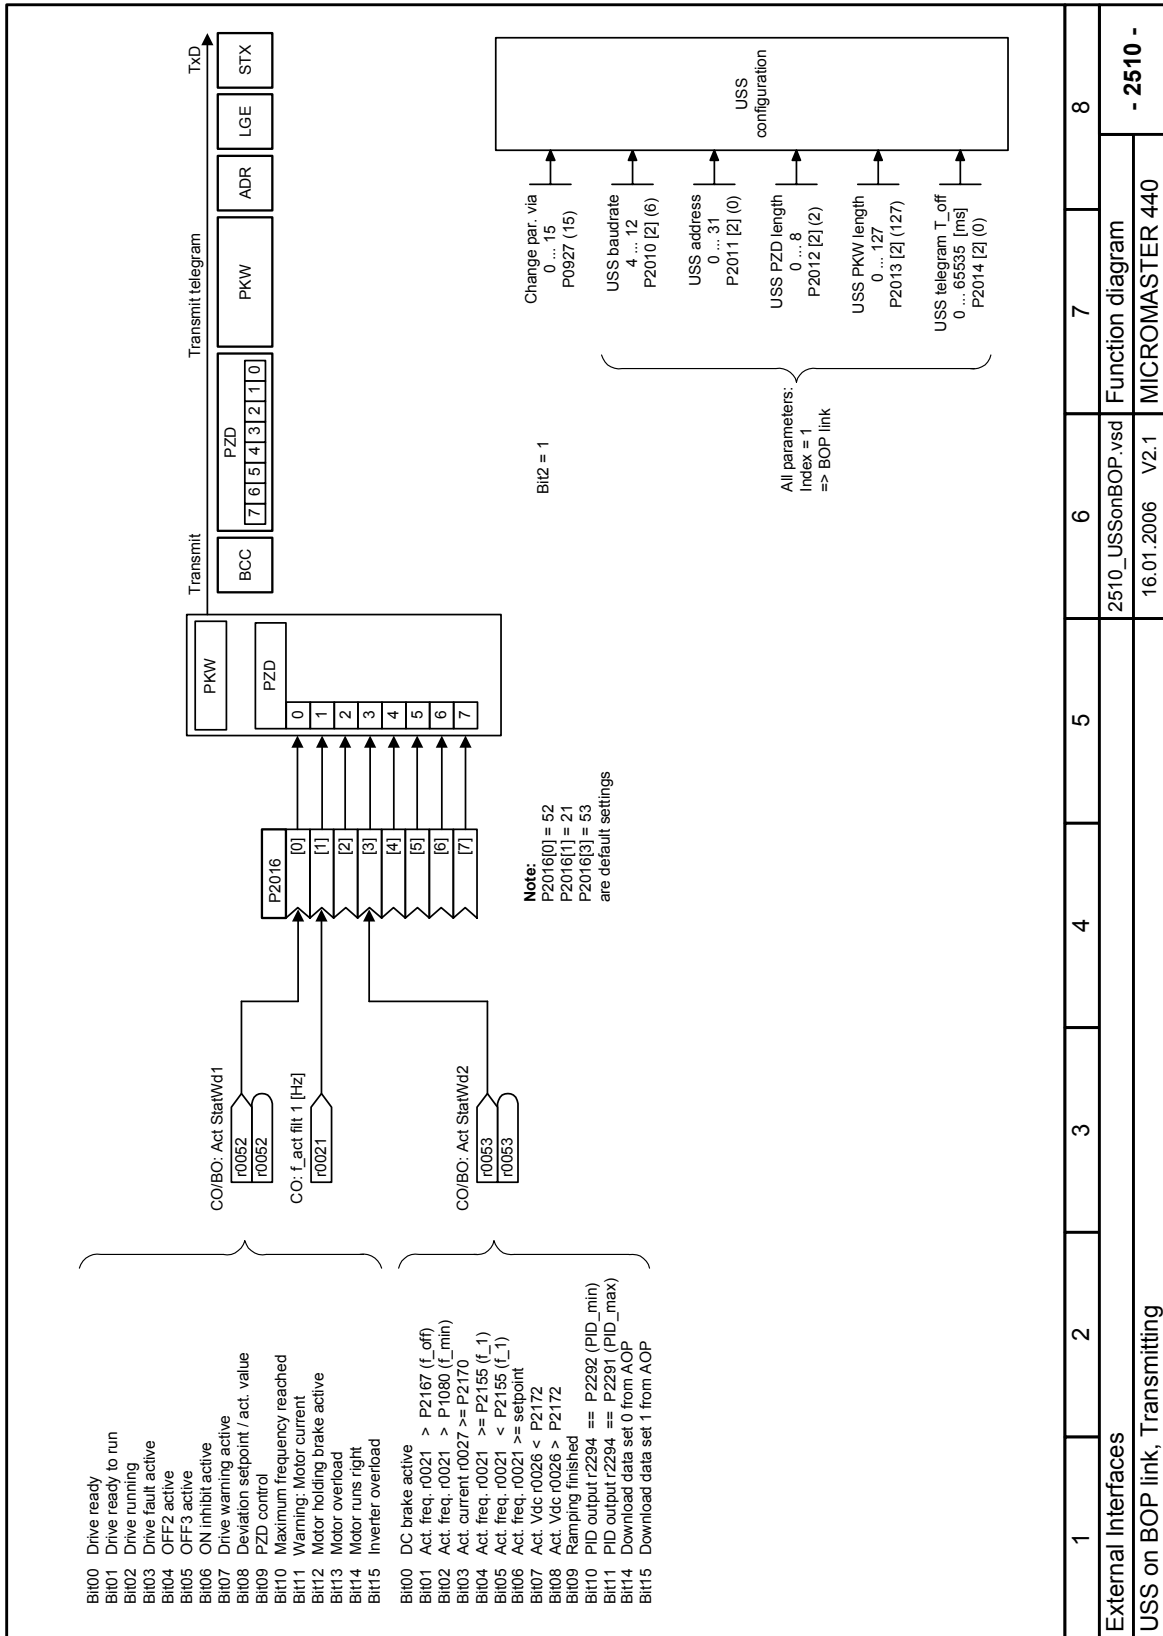 Bit00 Drive ready
Bit01 Drive ready to run
Bit02 Drive running
Bit03 Drive fault active
Bit04 OFF2 active
Bit05 OFF3 active
Bit06 ON inhibit active
Bit07 Drive warning active
Bit08 Deviation setpoint / act. value
Bit09 PZD control
Bit10 Maximum frequency reached
Bit11 Warning: Motor current
Bit12 Motor holding brake active
Bit13 Motor overload
Bit14 Motor runs right
Bit15 Inverter overload
Bit00 DC brake active
Bit01 Act. freq. r0021 > P2167 (f_off)
Bit02 Act. freq. r0021 > P1080 (f_min)
Bit03 Act. current r0027 >= P2170
Bit04 Act. freq. r0021 >= P2155 (f_1)
Bit05 Act. freq. r0021 < P2155 (f_1)
Bit06 Act. freq. r0021 >= setpoint
Bit07 Act. Vdc r0026 < P2172
Bit08 Act. Vdc r0026 > P2172
Bit09 Ramping finished
Bit10 PID output r2294 == P2292 (PID_min)
Bit11 PID output r2294 == P2291 (PID_max)
Bit14 Download data set 0 from AOP
Bit15 Download data set 1 from AOP
CO/BO: Act StatWd1
r0052
r0052
CO: f_act filt 1 [Hz]
r0021
CO/BO: Act StatWd2
r0053
r0053
P2016
[0]
[1]
[2]
[3]
[4]
[5]
[6]
[7]
Note:
P2016[0] = 52
P2016[1] = 21
P2016[3] = 53
are default settings
PKW
PZD
0
1
2
3
4
5
6
7
Transmit
Transmit telegram
TxD
BCC
PZD
7 6 5 4 3 2 1 0
PKW
ADR
LGE
STX
Bit2 = 1
All parameters:
Index = 1
=> BOP link
Change par. via
0 ... 15
P0927 (15)
USS baudrate
4 ... 12
P2010 [2] (6)
USS address
0 ... 31
P2011 [2] (0)
USS PZD length
0 ... 8
P2012 [2] (2)
USS PKW length
0 ... 127
P2013 [2] (127)
USS telegram T_off
0 ... 65535 [ms]
P2014 [2] (0)
USS
configuration
1 2 3 4 5 6 7 8
External Interfaces
2510_USSonBOP.vsd
Function diagram
- 2510 -
USS on BOP link, Transmitting
16.01.2006 V2.1
MICROMASTER 440